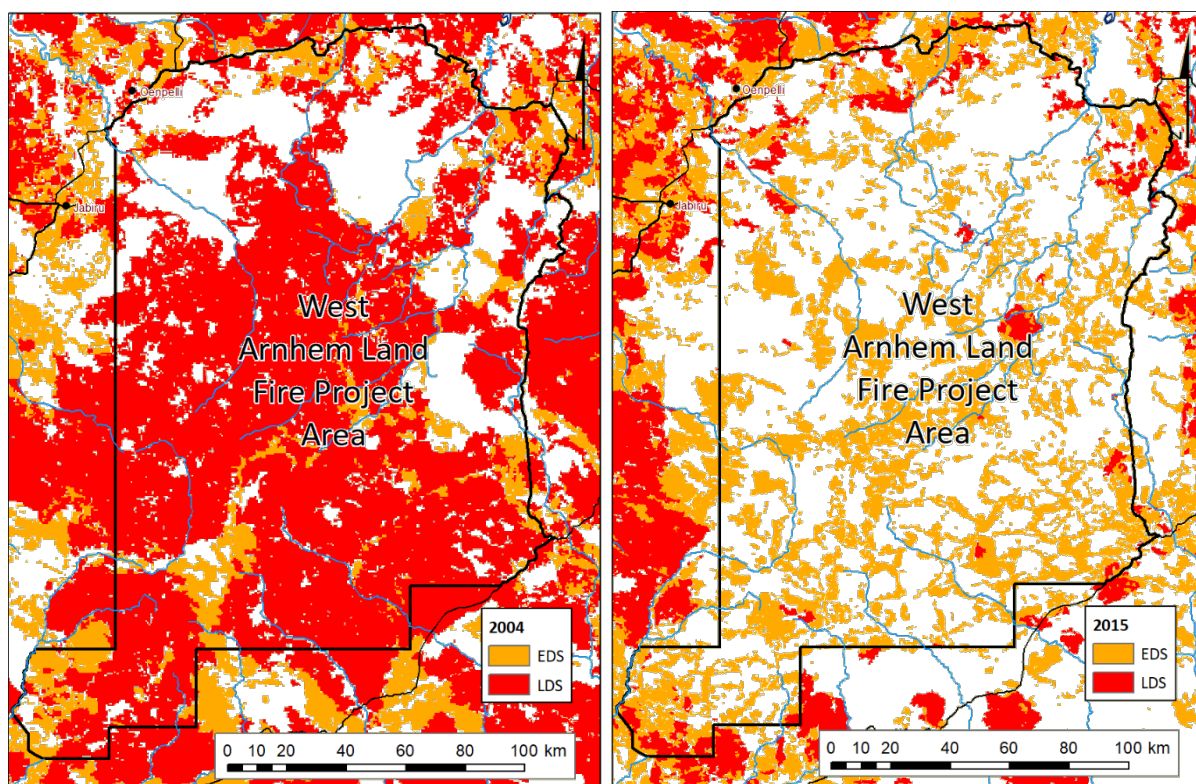 Oenpelli
Jabiru
West
Arnhem Land
Fire Project
Area
2004
EDS
LDS
0 10 20 40 60 80 100 km
Oenpelli
Jabiru
West
Arnhem Land
Fire Project
Area
2015
EDS
LDS
0 10 20 40 60 80 100 km